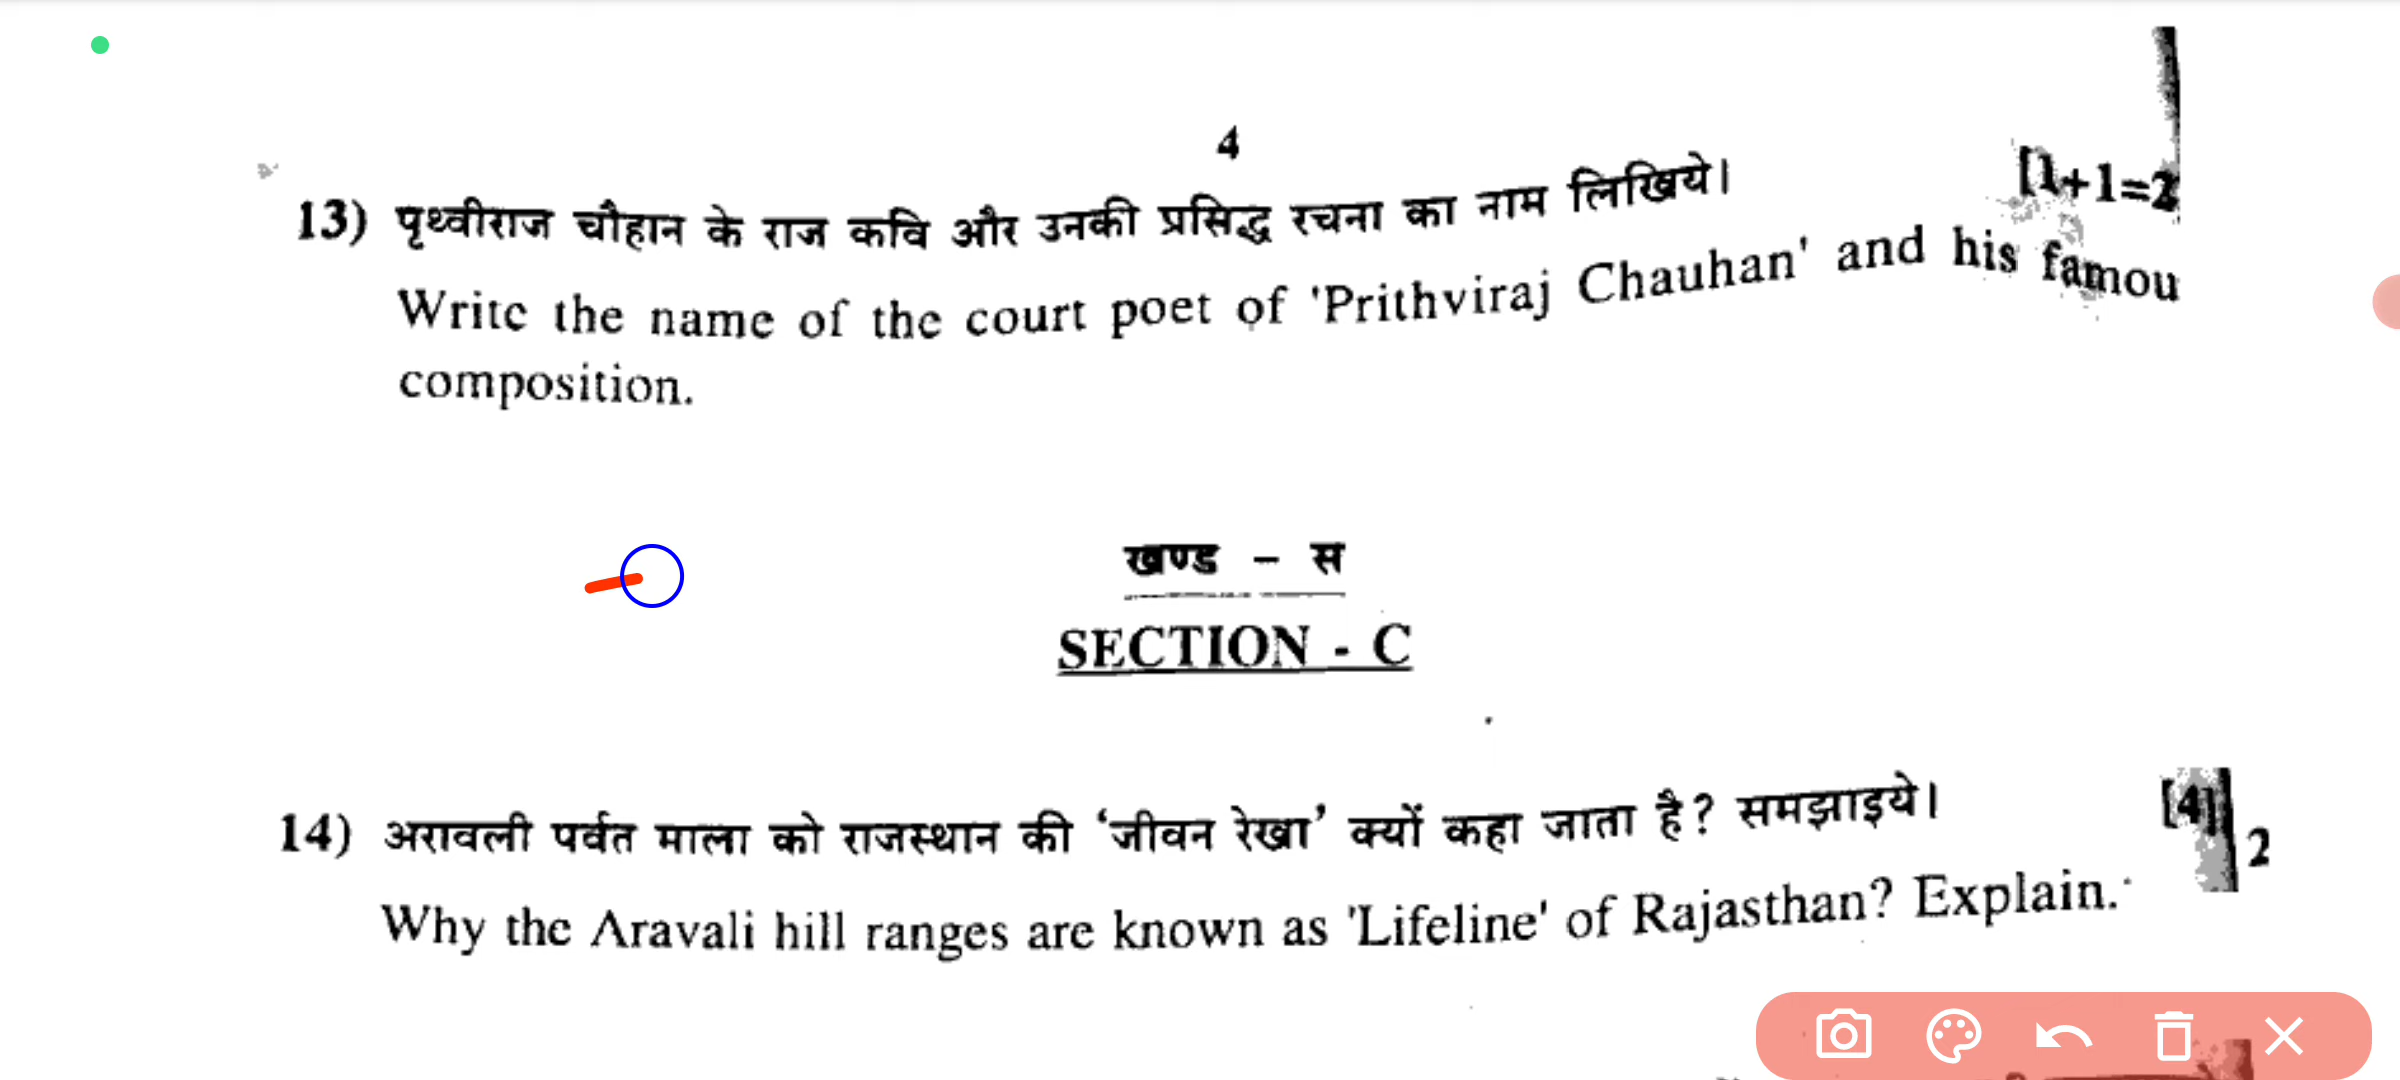 4
13) पृथ्वीराज चौहान के राज कवि और उनकी प्रसिद्ध रचना का नाम लिखिये। [1+1=2
Write the name of the court poet of 'Prithviraj Chauhan' and his famou
composition.
खण्ड - स
SECTION - C
14) अरावली पर्वत माला को राजस्थान की ‘जीवन रेखा’ क्यों कहा जाता है? समझाइये। [4]
2
Why the Aravali hill ranges are known as 'Lifeline' of Rajasthan? Explain.